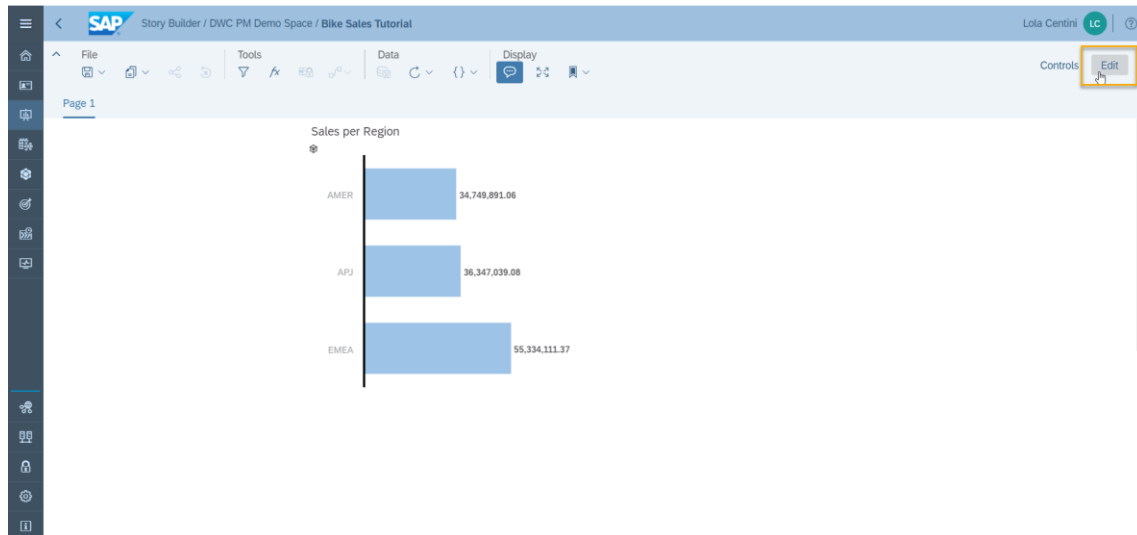 SAP Story Builder / DWC PM Demo Space / Bike Sales Tutorial Lola Centini LC
File Tools Data Display
Controls Edit
Page 1
Sales per Region
AMER 34,749,891.06
APJ 36,347,039.08
EMEA 55,334,111.37